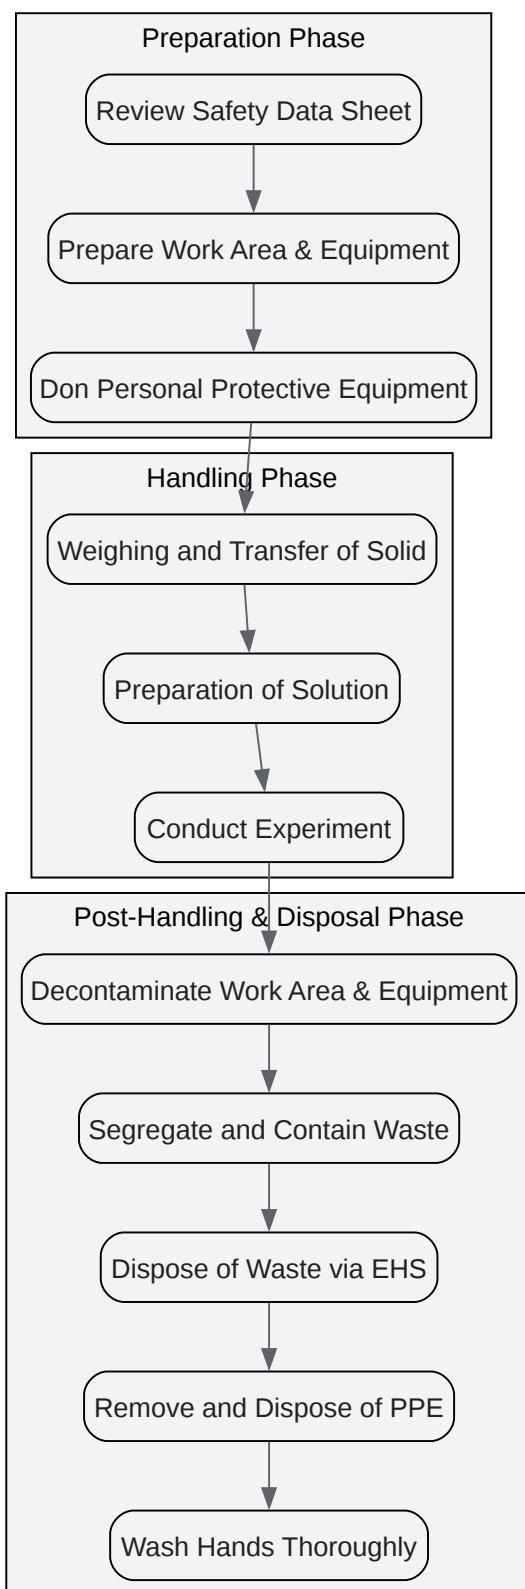 Preparation Phase
Review Safety Data Sheet
Prepare Work Area & Equipment
Don Personal Protective Equipment
Handling Phase
Weighing and Transfer of Solid
Preparation of Solution
Conduct Experiment
Post-Handling & Disposal Phase
Decontaminate Work Area & Equipment
Segregate and Contain Waste
Dispose of Waste via EHS
Remove and Dispose of PPE
Wash Hands Thoroughly